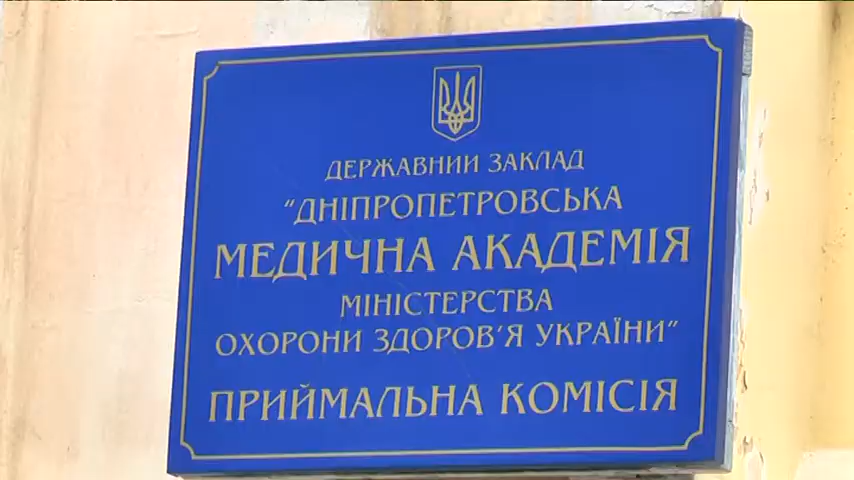 ДЕРЖАВНИЙ ЗАКЛАД
“ДНІПРОПЕТРОВСЬКА
МЕДИЧНА АКАДЕМІЯ
МІНІСТЕРСТВА
ОХОРОНИ ЗДОРОВ’Я УКРАЇНИ”
ПРИЙМАЛЬНА КОМІСІЯ